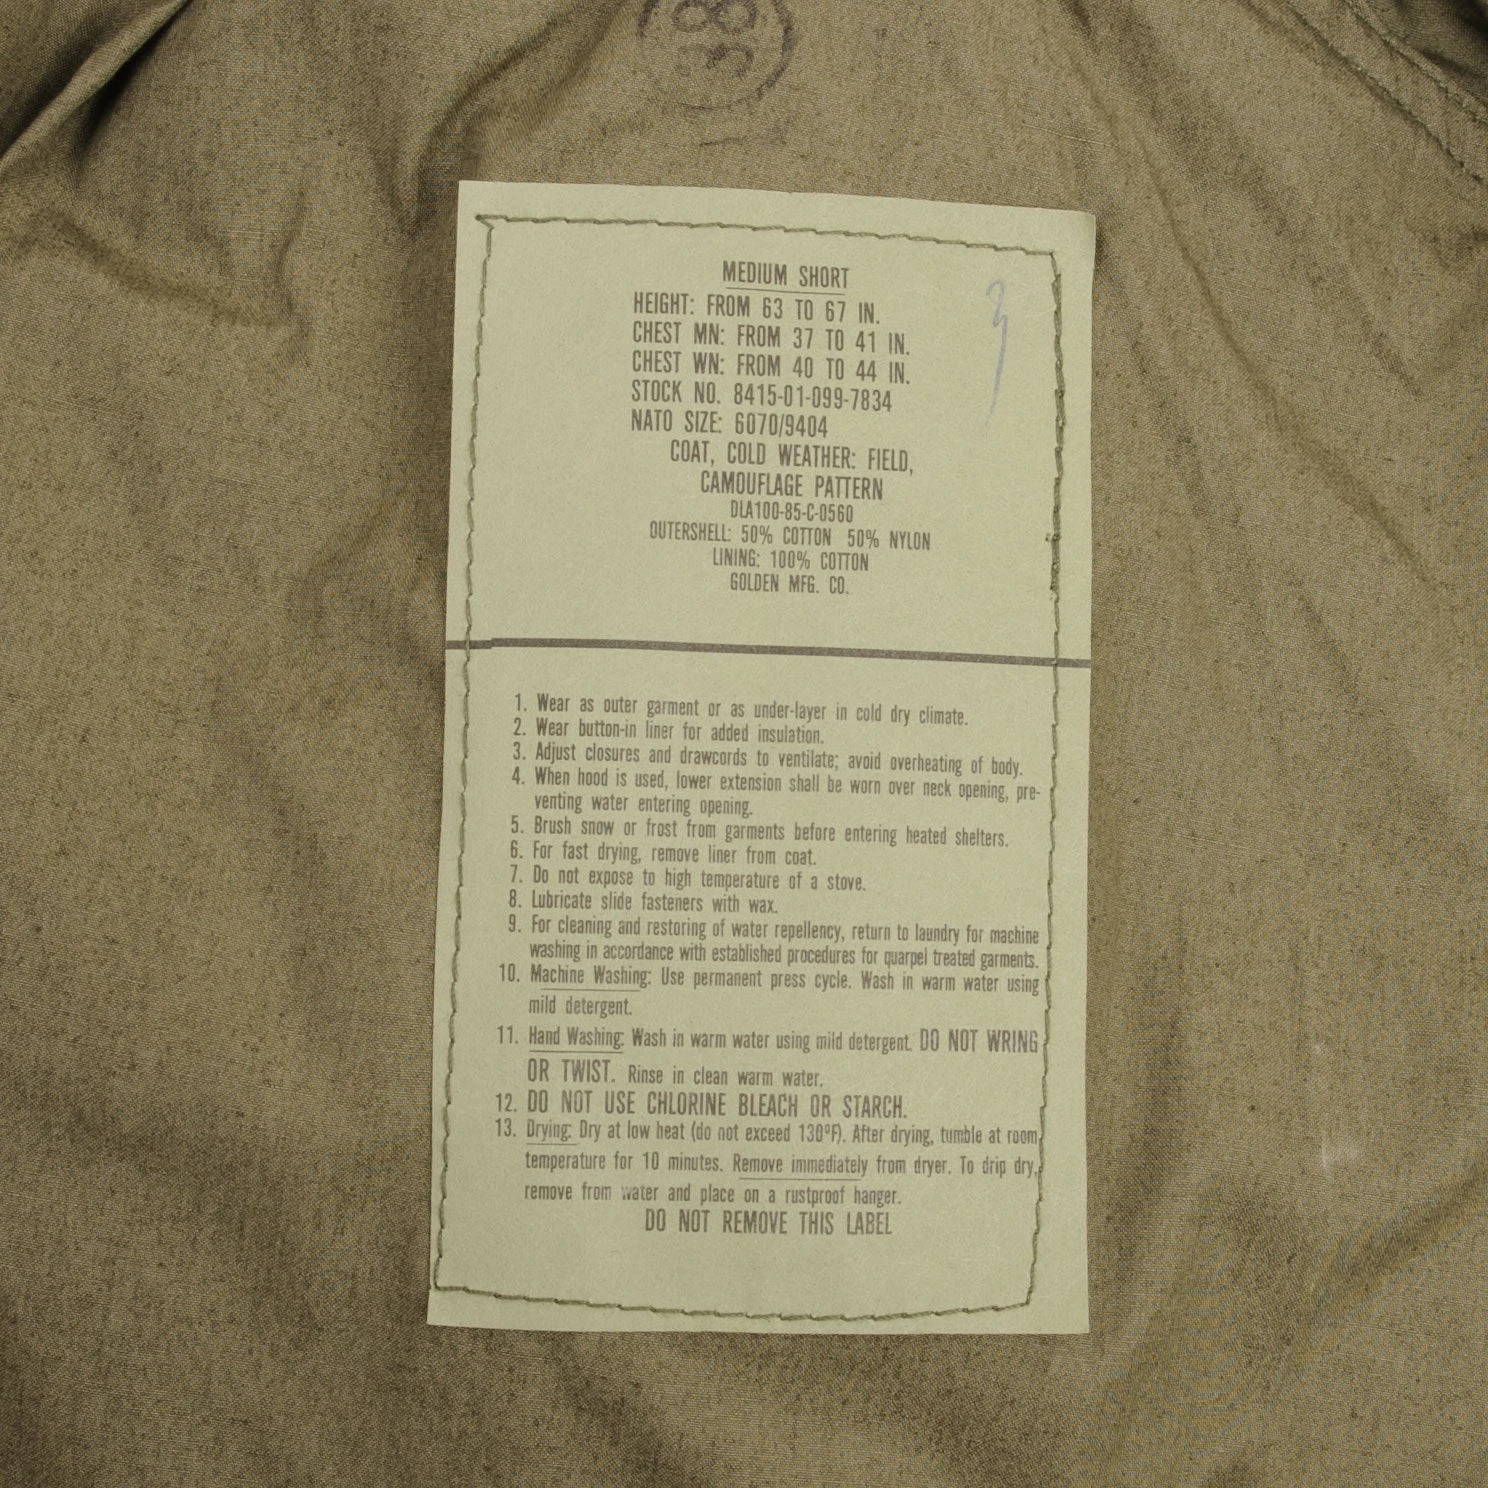 38
MEDIUM SHORT
HEIGHT: FROM 63 TO 67 IN.
CHEST MN: FROM 37 TO 41 IN.
CHEST WN: FROM 40 TO 44 IN.
STOCK NO. 8415-01-099-7834
NATO SIZE: 6070/9404
COAT, COLD WEATHER: FIELD,
CAMOUFLAGE PATTERN
DLA100-85-C-0560
OUTERSHELL: 50% COTTON 50% NYLON
LINING: 100% COTTON
GOLDEN MFG. CO.
1. Wear as outer garment or as under-layer in cold dry climate.
2. Wear button-in liner for added insulation.
3. Adjust closures and drawcords to ventilate; avoid overheating of body.
4. When hood is used, lower extension shall be worn over neck opening, pre-
venting water entering opening.
5. Brush snow or frost from garments before entering heated shelters.
6. For fast drying, remove liner from coat.
7. Do not expose to high temperature of a stove.
8. Lubricate slide fasteners with wax.
9. For cleaning and restoring of water repellency, return to laundry for machine
washing in accordance with established procedures for quarpel treated garments.
10. Machine Washing: Use permanent press cycle. Wash in warm water using
mild detergent.
11. Hand Washing: Wash in warm water using mild detergent. DO NOT WRING
OR TWIST. Rinse in clean warm water.
12. DO NOT USE CHLORINE BLEACH OR STARCH.
13. Drying: Dry at low heat (do not exceed 130ºF). After drying, tumble at room
temperature for 10 minutes. Remove immediately from dryer. To drip dry,
remove from water and place on a rustproof hanger.
DO NOT REMOVE THIS LABEL